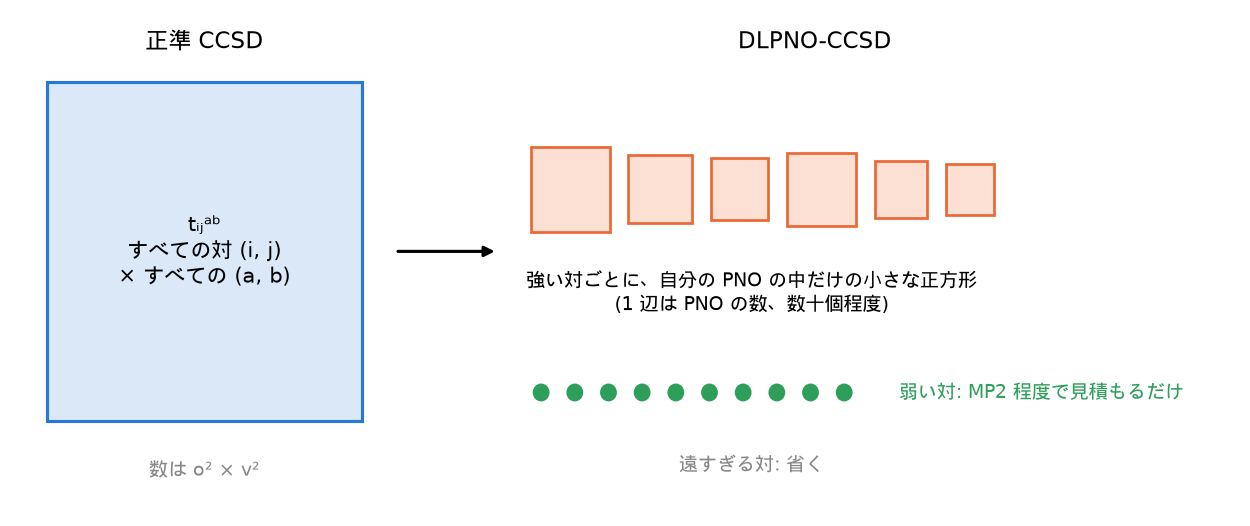 正準 CCSD
tᵢⱼᵃᵇ
すべての対 (i, j)
× すべての (a, b)
数は o² × v²
DLPNO-CCSD
強い対ごとに、自分の PNO の中だけの小さな正方形
(1 辺は PNO の数、数十個程度)
弱い対: MP2 程度で見積もるだけ
遠すぎる対: 省く